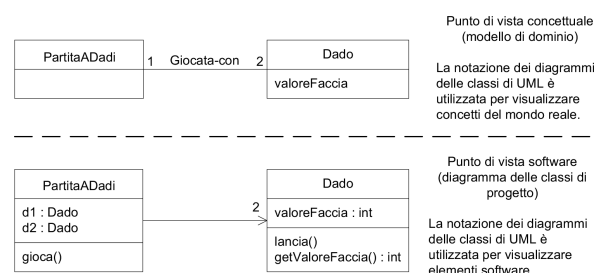 Punto di vista concettuale
(modello di dominio)
PartitaADadi
1 Giocata-con 2
Dado
valoreFaccia
La notazione dei diagrammi
delle classi di UML è
utilizzata per visualizzare
concetti del mondo reale.
Punto di vista software
(diagramma delle classi di
progetto)
PartitaADadi
d1 : Dado
d2 : Dado
gioca()
2
Dado
valoreFaccia : int
lancia()
getValoreFaccia() : int
La notazione dei diagrammi
delle classi di UML è
utilizzata per visualizzare
elementi software